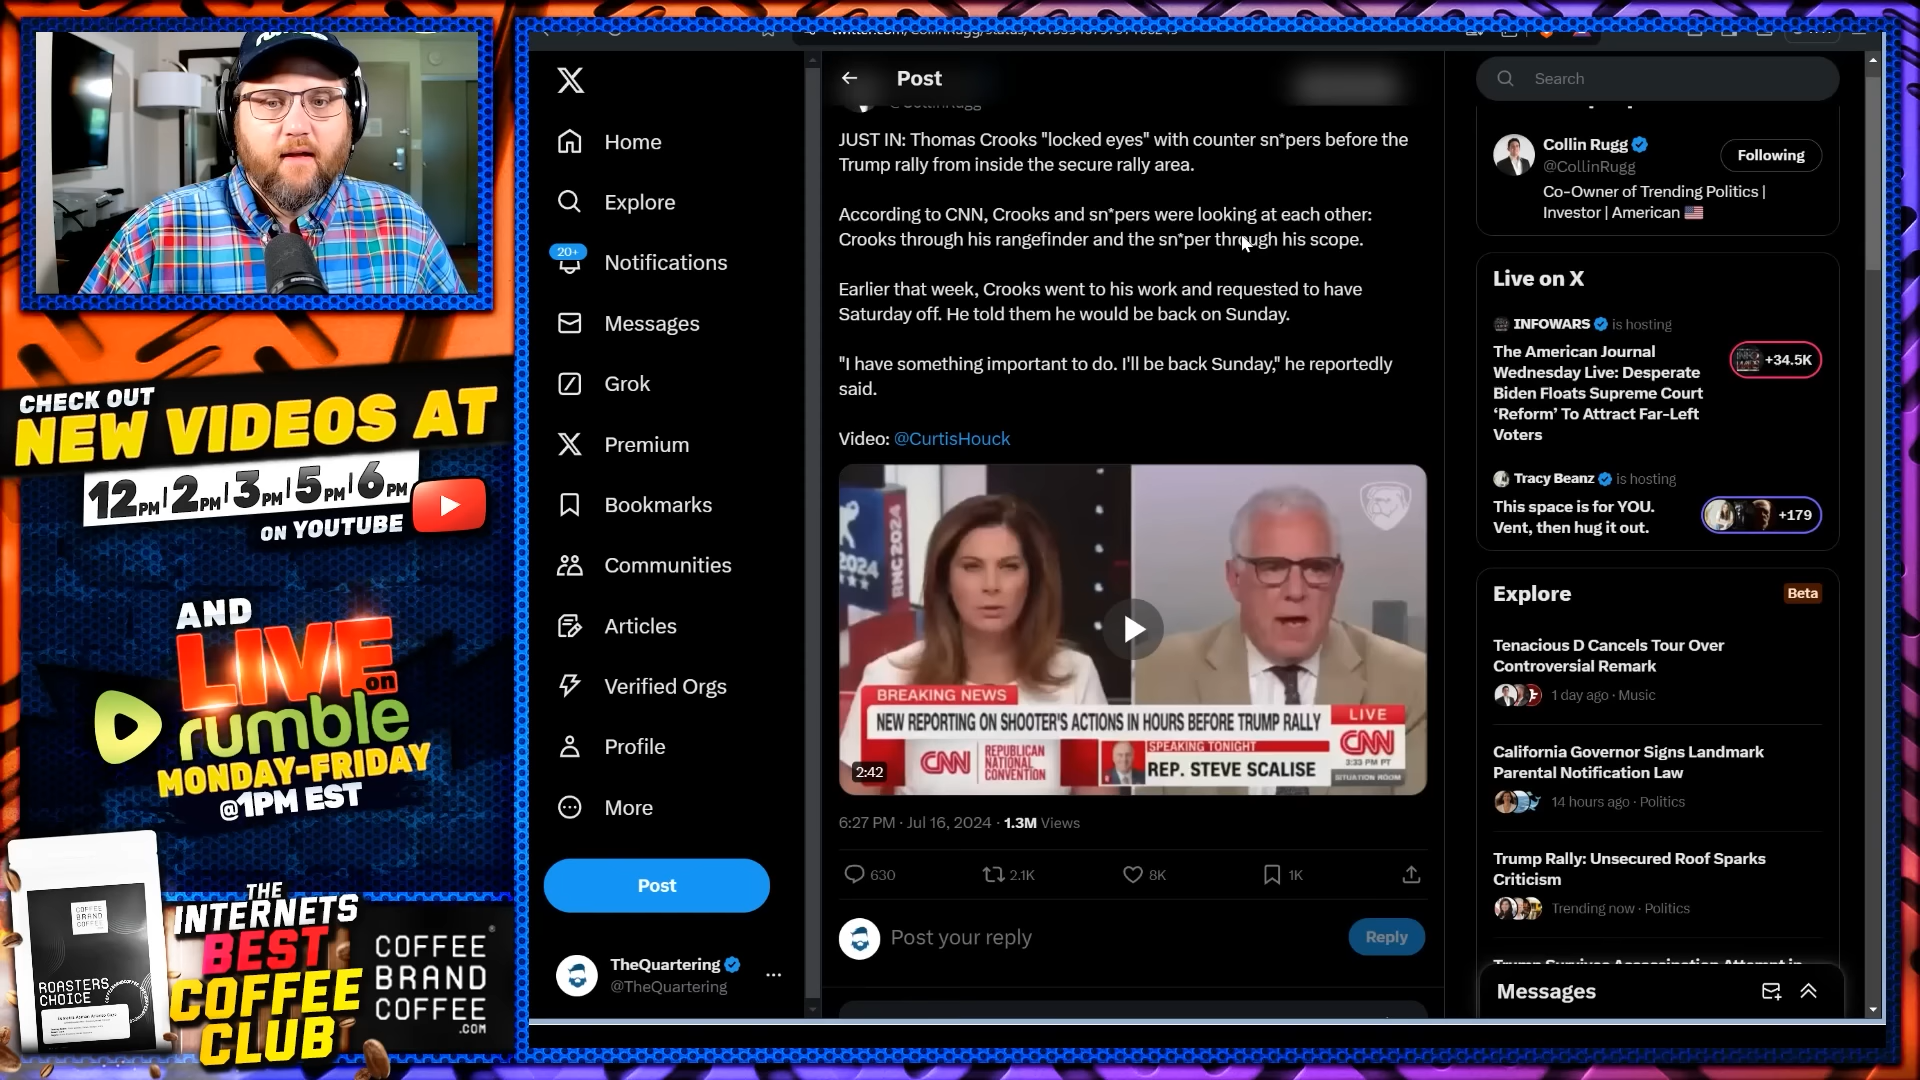 CHECK OUT
NEW VIDEOS AT
12PM | 2PM | 3PM | 5PM | 6PM
ON YOUTUBE
AND
LIVE on
rumble
MONDAY-FRIDAY
@1PM EST
COFFEE
BRAND
COFFEE
ROASTERS
CHOICE
THE
INTERNETS
BEST
COFFEE
CLUB
COFFEE®
BRAND
COFFEE
.COM
Home
Explore
20+
Notifications
Messages
Grok
Premium
Bookmarks
Communities
Articles
Verified Orgs
Profile
More
Post
TheQuartering
@TheQuartering
Post
@CollinRugg
JUST IN: Thomas Crooks "locked eyes" with counter sn*pers before the
Trump rally from inside the secure rally area.
According to CNN, Crooks and sn*pers were looking at each other:
Crooks through his rangefinder and the sn*per through his scope.
Earlier that week, Crooks went to his work and requested to have
Saturday off. He told them he would be back on Sunday.
"I have something important to do. I'll be back Sunday," he reportedly
said.
Video: @CurtisHouck
2024
RNC 2024
BREAKING NEWS
NEW REPORTING ON SHOOTER'S ACTIONS IN HOURS BEFORE TRUMP RALLY
LIVE
CNN
3:33 PM PT
SITUATION ROOM
CNN
REPUBLICAN
NATIONAL
CONVENTION
SPEAKING TONIGHT
REP. STEVE SCALISE
2:42
6:27 PM · Jul 16, 2024 · 1.3M Views
630
2.1K
8K
1K
Post your reply
Reply
Search
Collin Rugg
@CollinRugg
Following
Co-Owner of Trending Politics |
Investor | American 🇺🇸
Live on X
INFOWARS is hosting
The American Journal
Wednesday Live: Desperate
Biden Floats Supreme Court
‘Reform’ To Attract Far-Left
Voters
+34.5K
Tracy Beanz is hosting
This space is for YOU.
Vent, then hug it out.
+179
Explore
Beta
Tenacious D Cancels Tour Over
Controversial Remark
1 day ago · Music
California Governor Signs Landmark
Parental Notification Law
14 hours ago · Politics
Trump Rally: Unsecured Roof Sparks
Criticism
Trending now · Politics
Messages